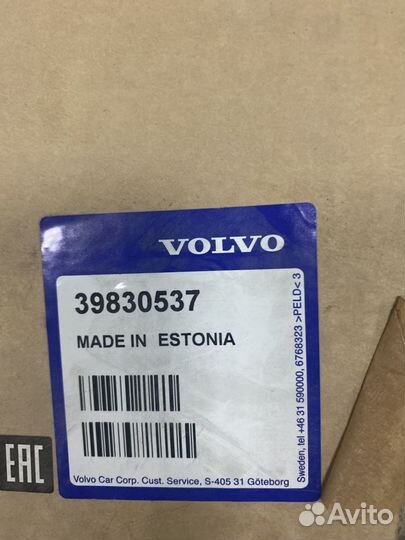 VOLVO
39830537
MADE IN ESTONIA
Volvo Car Corp. Cust. Service, S-405 31 Göteborg
Sweden, tel +46 31 590000, 6768323 >PELD< 3
EAC
Avito